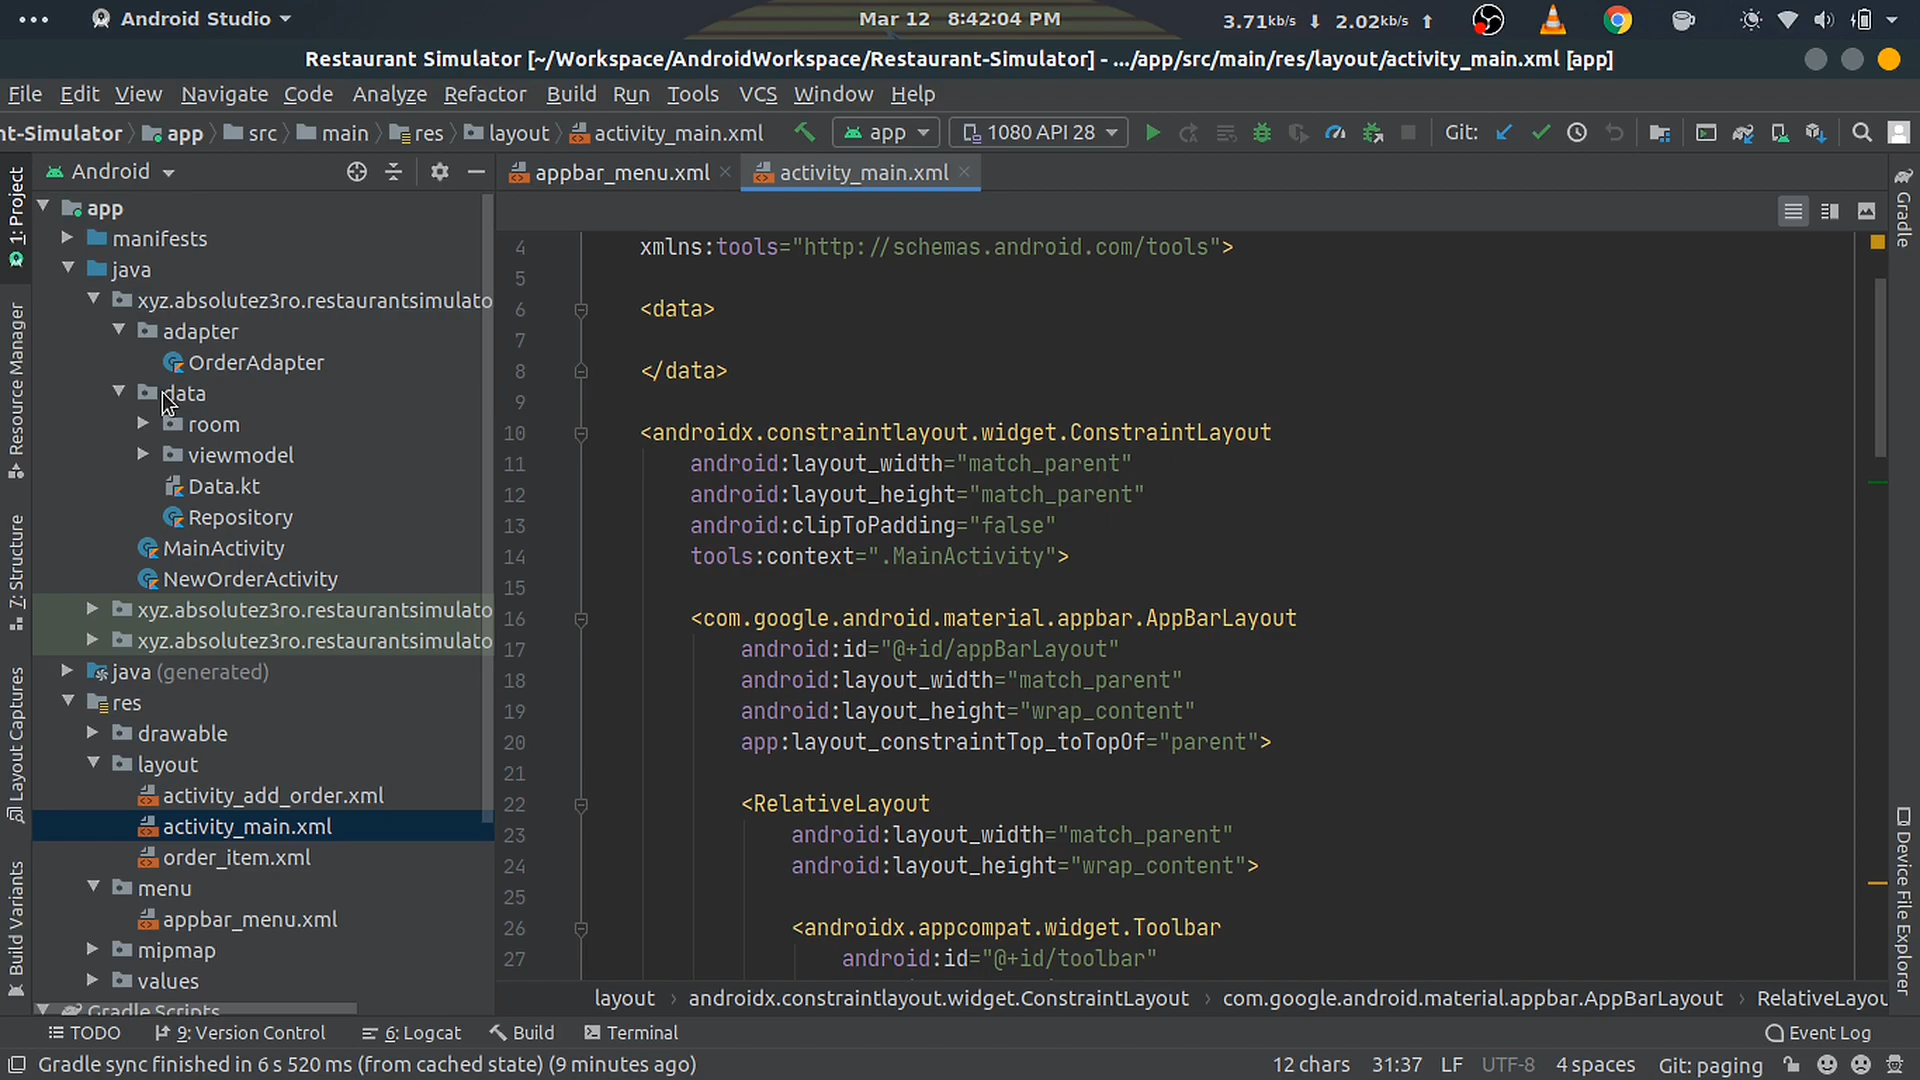 Android Studio
Mar 12 8:42:04 PM
3.71kb/s 2.02kb/s
Restaurant Simulator [~/Workspace/AndroidWorkspace/Restaurant-Simulator] - .../app/src/main/res/layout/activity_main.xml [app]
File Edit View Navigate Code Analyze Refactor Build Run Tools VCS Window Help
nt-Simulator app src main res layout activity_main.xml app 1080 API 28 Git:
Android appbar_menu.xml activity_main.xml
1: Project
Resource Manager
7: Structure
Layout Captures
Build Variants
app
manifests
java
xyz.absolutez3ro.restaurantsimulato
adapter
OrderAdapter
data
room
viewmodel
Data.kt
Repository
MainActivity
NewOrderActivity
xyz.absolutez3ro.restaurantsimulato
xyz.absolutez3ro.restaurantsimulato
java (generated)
res
drawable
layout
activity_add_order.xml
activity_main.xml
order_item.xml
menu
appbar_menu.xml
mipmap
values
Gradle Scripts
4 xmlns:tools="http://schemas.android.com/tools">
5
6 <data>
7
8 </data>
9
10 <androidx.constraintlayout.widget.ConstraintLayout
11 android:layout_width="match_parent"
12 android:layout_height="match_parent"
13 android:clipToPadding="false"
14 tools:context=".MainActivity">
15
16 <com.google.android.material.appbar.AppBarLayout
17 android:id="@+id/appBarLayout"
18 android:layout_width="match_parent"
19 android:layout_height="wrap_content"
20 app:layout_constraintTop_toTopOf="parent">
21
22 <RelativeLayout
23 android:layout_width="match_parent"
24 android:layout_height="wrap_content">
25
26 <androidx.appcompat.widget.Toolbar
27 android:id="@+id/toolbar"
layout › androidx.constraintlayout.widget.ConstraintLayout › com.google.android.material.appbar.AppBarLayout › RelativeLayou
Gradle
Device File Explorer
TODO 9: Version Control 6: Logcat Build Terminal Event Log
Gradle sync finished in 6 s 520 ms (from cached state) (9 minutes ago) 12 chars 31:37 LF UTF-8 4 spaces Git: paging